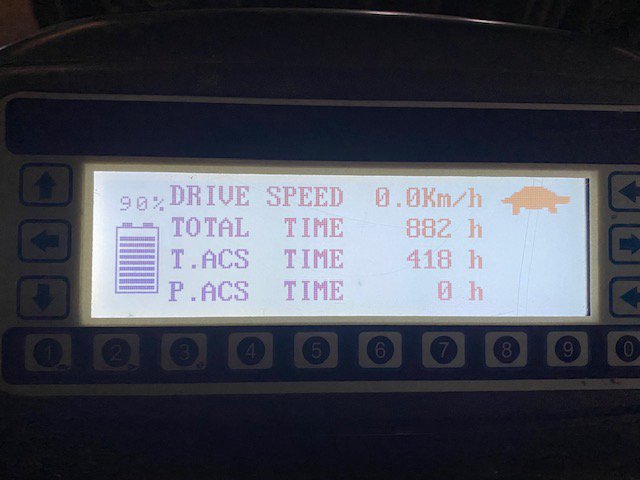 90% DRIVE SPEED 0.0Km/h
TOTAL TIME 882 h
T.ACS TIME 418 h
P.ACS TIME 0 h
1 2 3 4 5 6 7 8 9 0